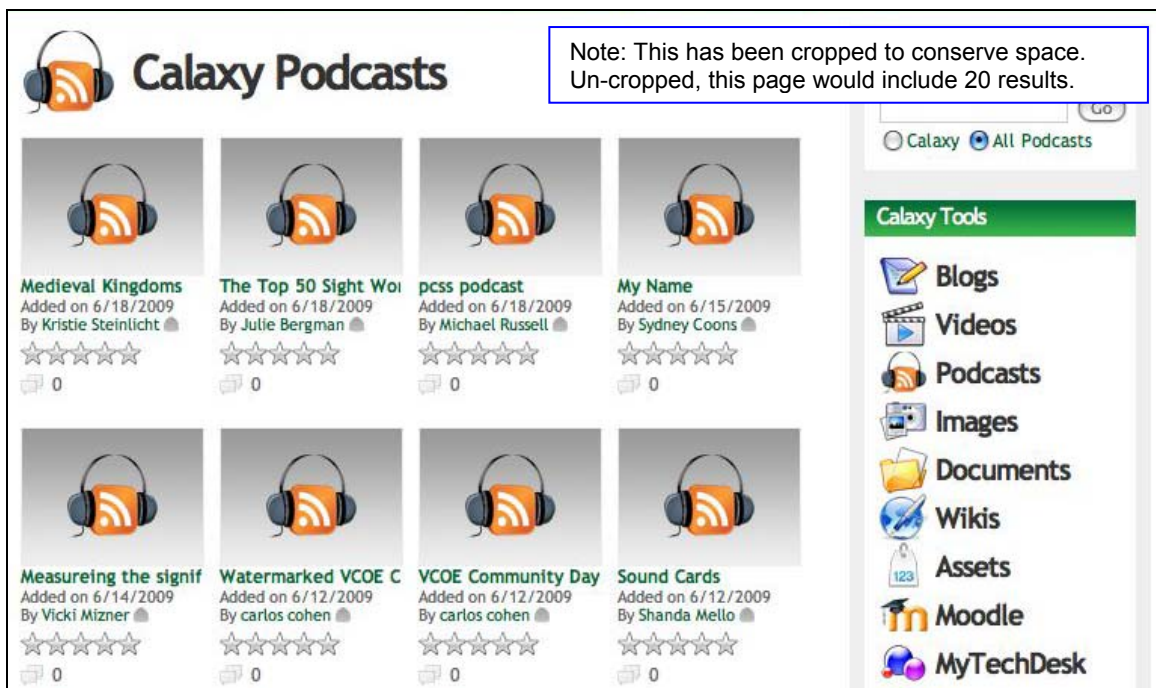 Calaxy Podcasts
Note: This has been cropped to conserve space.
Un-cropped, this page would include 20 results.
Go
Calaxy All Podcasts
Medieval Kingdoms
Added on 6/18/2009
By Kristie Steinlicht
0
The Top 50 Sight Wor
Added on 6/18/2009
By Julie Bergman
0
pcss podcast
Added on 6/18/2009
By Michael Russell
0
My Name
Added on 6/15/2009
By Sydney Coons
0
Measureing the signif
Added on 6/14/2009
By Vicki Mizner
0
Watermarked VCOE C
Added on 6/12/2009
By carlos cohen
0
VCOE Community Day
Added on 6/12/2009
By carlos cohen
0
Sound Cards
Added on 6/12/2009
By Shanda Mello
0
Calaxy Tools
Blogs
Videos
Podcasts
Images
Documents
Wikis
123
Assets
Moodle
MyTechDesk